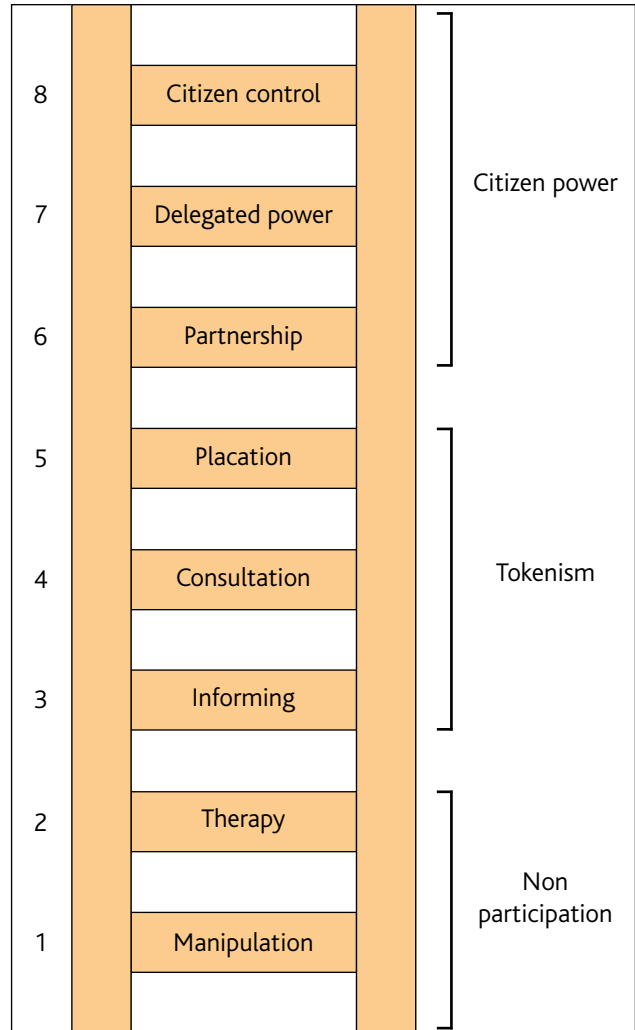 8 Citizen control
Citizen power
7 Delegated power
6 Partnership
5 Placation
4 Consultation
Tokenism
3 Informing
2 Therapy
Non
participation
1 Manipulation